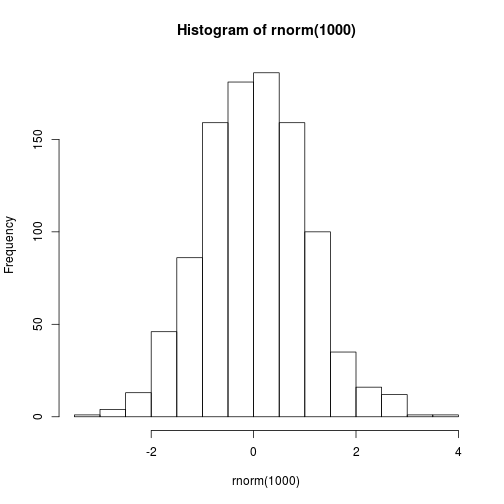 Histogram of rnorm(1000)
150
100
50
0
Frequency
-2 0 2 4
rnorm(1000)